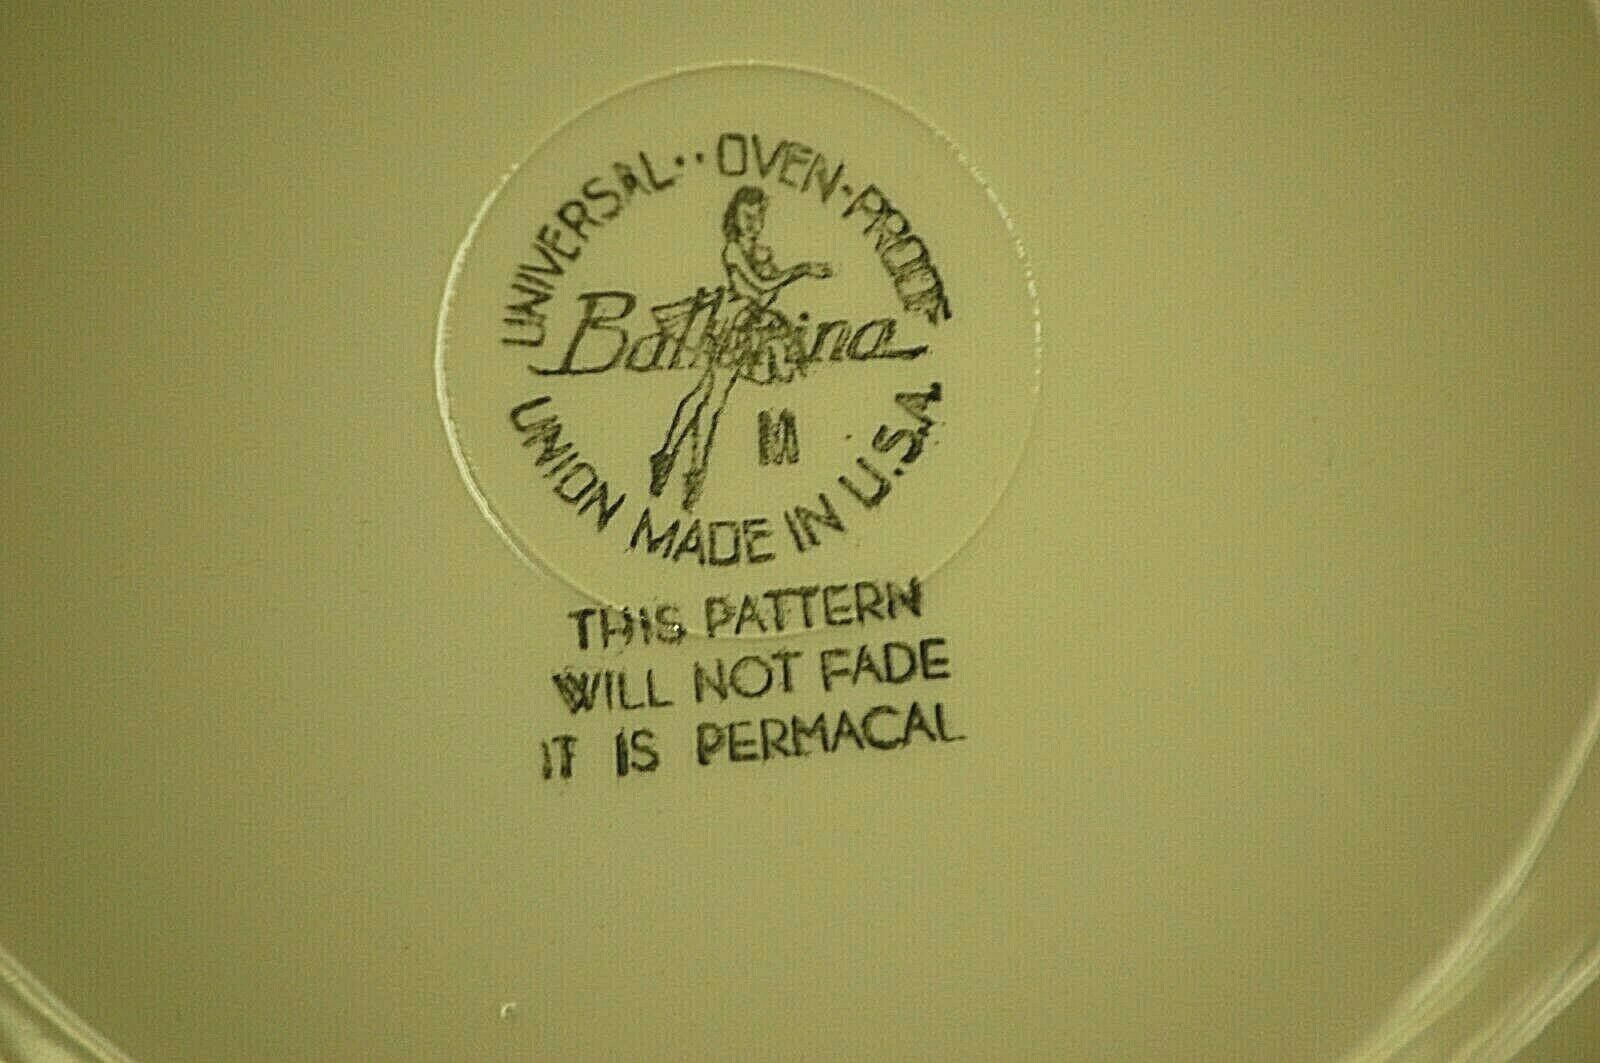 UNIVERSAL·· OVEN-PROOF
Ballerina
M
UNION MADE IN U.S.A.
THIS PATTERN
WILL NOT FADE
IT IS PERMACAL